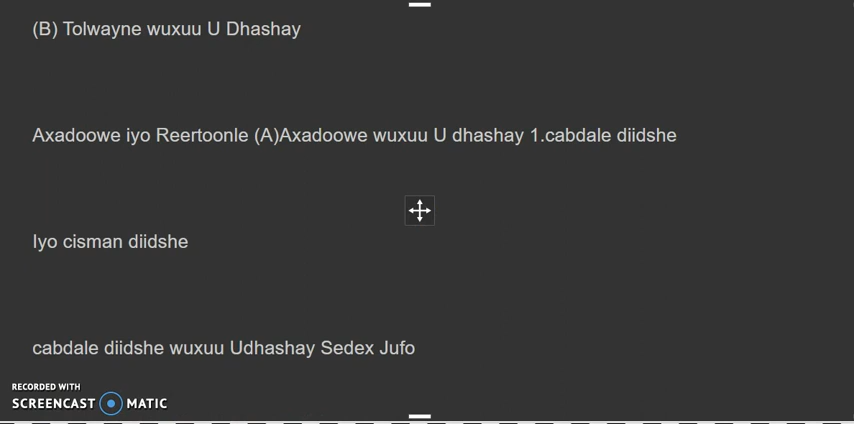 (B) Tolwayne wuxuu U Dhashay
Axadoowe iyo Reertoonle (A)Axadoowe wuxuu U dhashay 1.cabdale diidshe
Iyo cisman diidshe
cabdale diidshe wuxuu Udhashay Sedex Jufo
RECORDED WITH
SCREENCAST MATIC